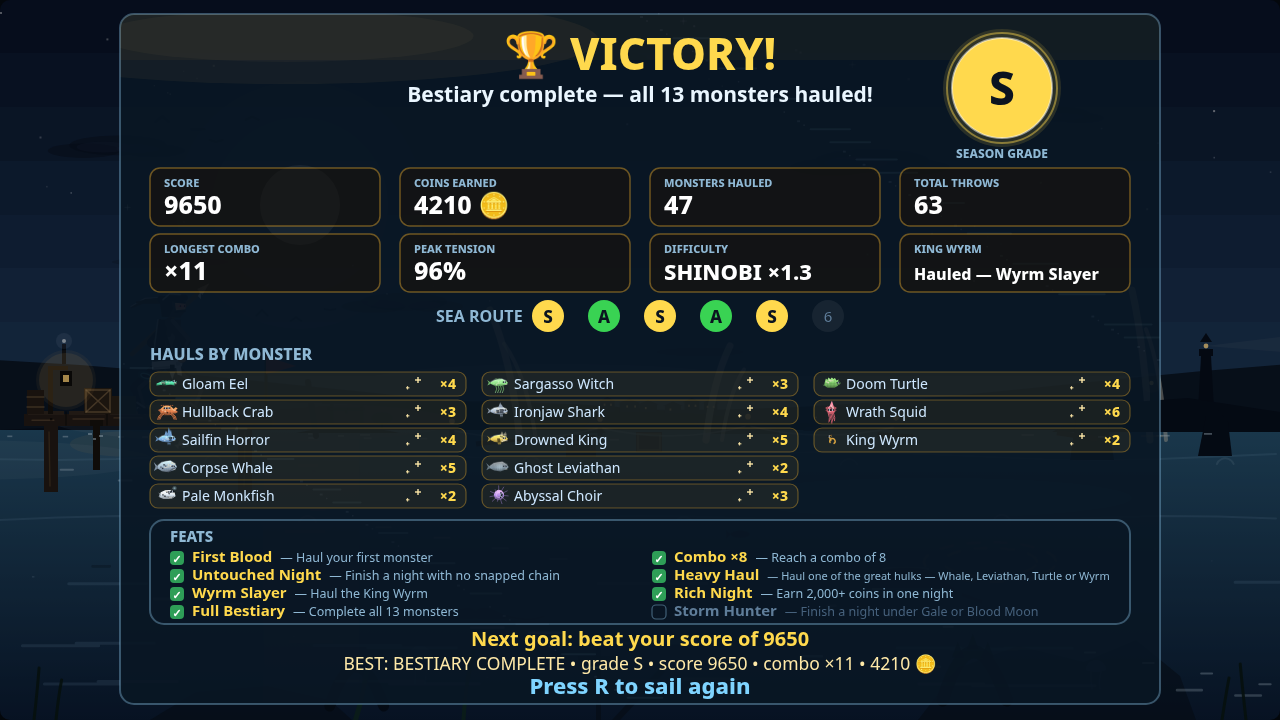 🏆 VICTORY!
Bestiary complete — all 13 monsters hauled!
S
SEASON GRADE
SCORE
9650
COINS EARNED
4210 🪙
MONSTERS HAULED
47
TOTAL THROWS
63
LONGEST COMBO
×11
PEAK TENSION
96%
DIFFICULTY
SHINOBI ×1.3
KING WYRM
Hauled — Wyrm Slayer
SEA ROUTE S A S A S 6
HAULS BY MONSTER
Gloam Eel ×4
Hullback Crab ×3
Sailfin Horror ×4
Corpse Whale ×5
Pale Monkfish ×2
Sargasso Witch ×3
Ironjaw Shark ×4
Drowned King ×5
Ghost Leviathan ×2
Abyssal Choir ×3
Doom Turtle ×4
Wrath Squid ×6
♄ King Wyrm ×2
FEATS
First Blood — Haul your first monster
Untouched Night — Finish a night with no snapped chain
Wyrm Slayer — Haul the King Wyrm
Full Bestiary — Complete all 13 monsters
Combo ×8 — Reach a combo of 8
Heavy Haul — Haul one of the great hulks — Whale, Leviathan, Turtle or Wyrm
Rich Night — Earn 2,000+ coins in one night
Storm Hunter — Finish a night under Gale or Blood Moon
Next goal: beat your score of 9650
BEST: BESTIARY COMPLETE • grade S • score 9650 • combo ×11 • 4210 🪙
Press R to sail again